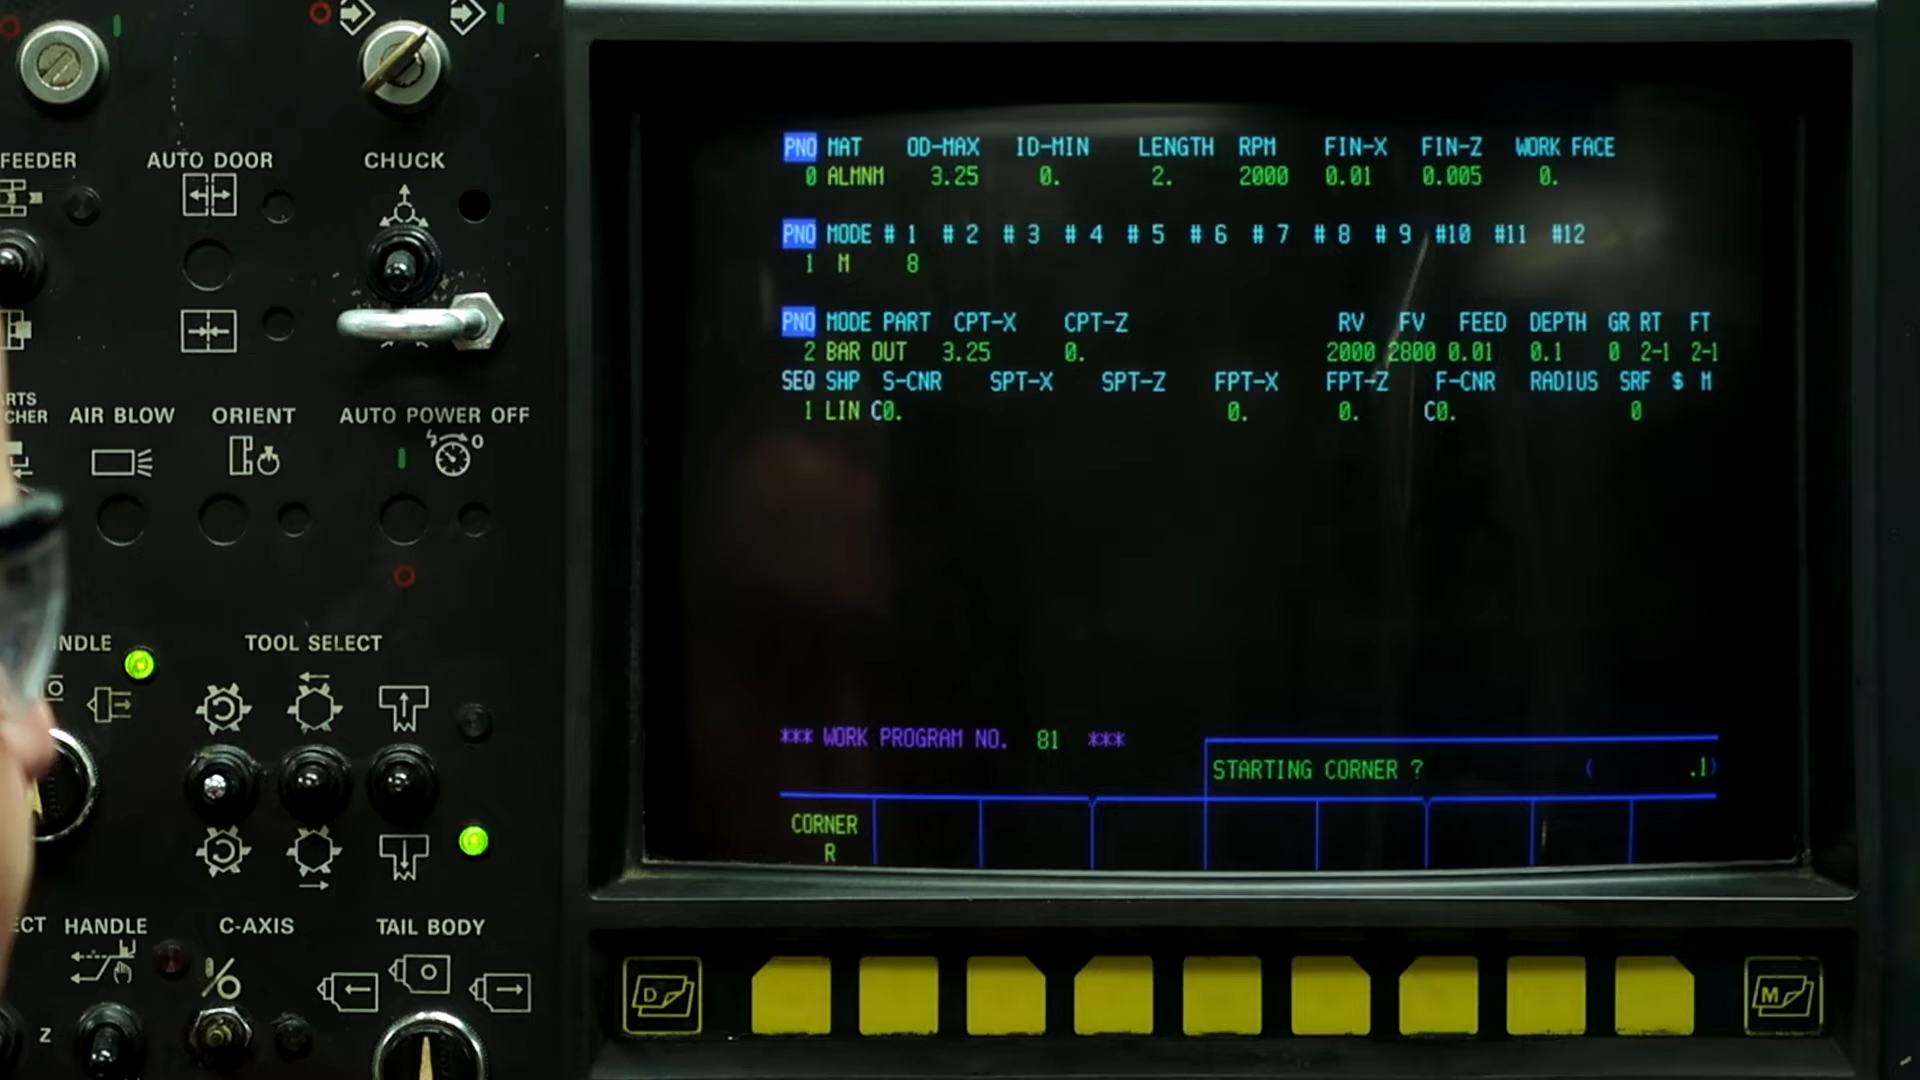 FEEDER
AUTO DOOR
CHUCK
AIR BLOW
ORIENT
AUTO POWER OFF
TOOL SELECT
HANDLE
C-AXIS
TAIL BODY
Z
PNO MAT OD-MAX ID-MIN LENGTH RPM FIN-X FIN-Z WORK FACE
0 ALMNM 3.25 0. 2. 2000 0.01 0.005 0.
PNO MODE # 1 # 2 # 3 # 4 # 5 # 6 # 7 # 8 # 9 #10 #11 #12
1 M 8
PNO MODE PART CPT-X CPT-Z RV FV FEED DEPTH GR RT FT
2 BAR OUT 3.25 0. 2000 2800 0.01 0.1 0 2-1 2-1
SEQ SHP S-CNR SPT-X SPT-Z FPT-X FPT-Z F-CNR RADIUS SRF $ M
1 LIN C0. 0. 0. C0. 0
*** WORK PROGRAM NO. 81 ***
STARTING CORNER ? ( .1)
CORNER
R
D
M